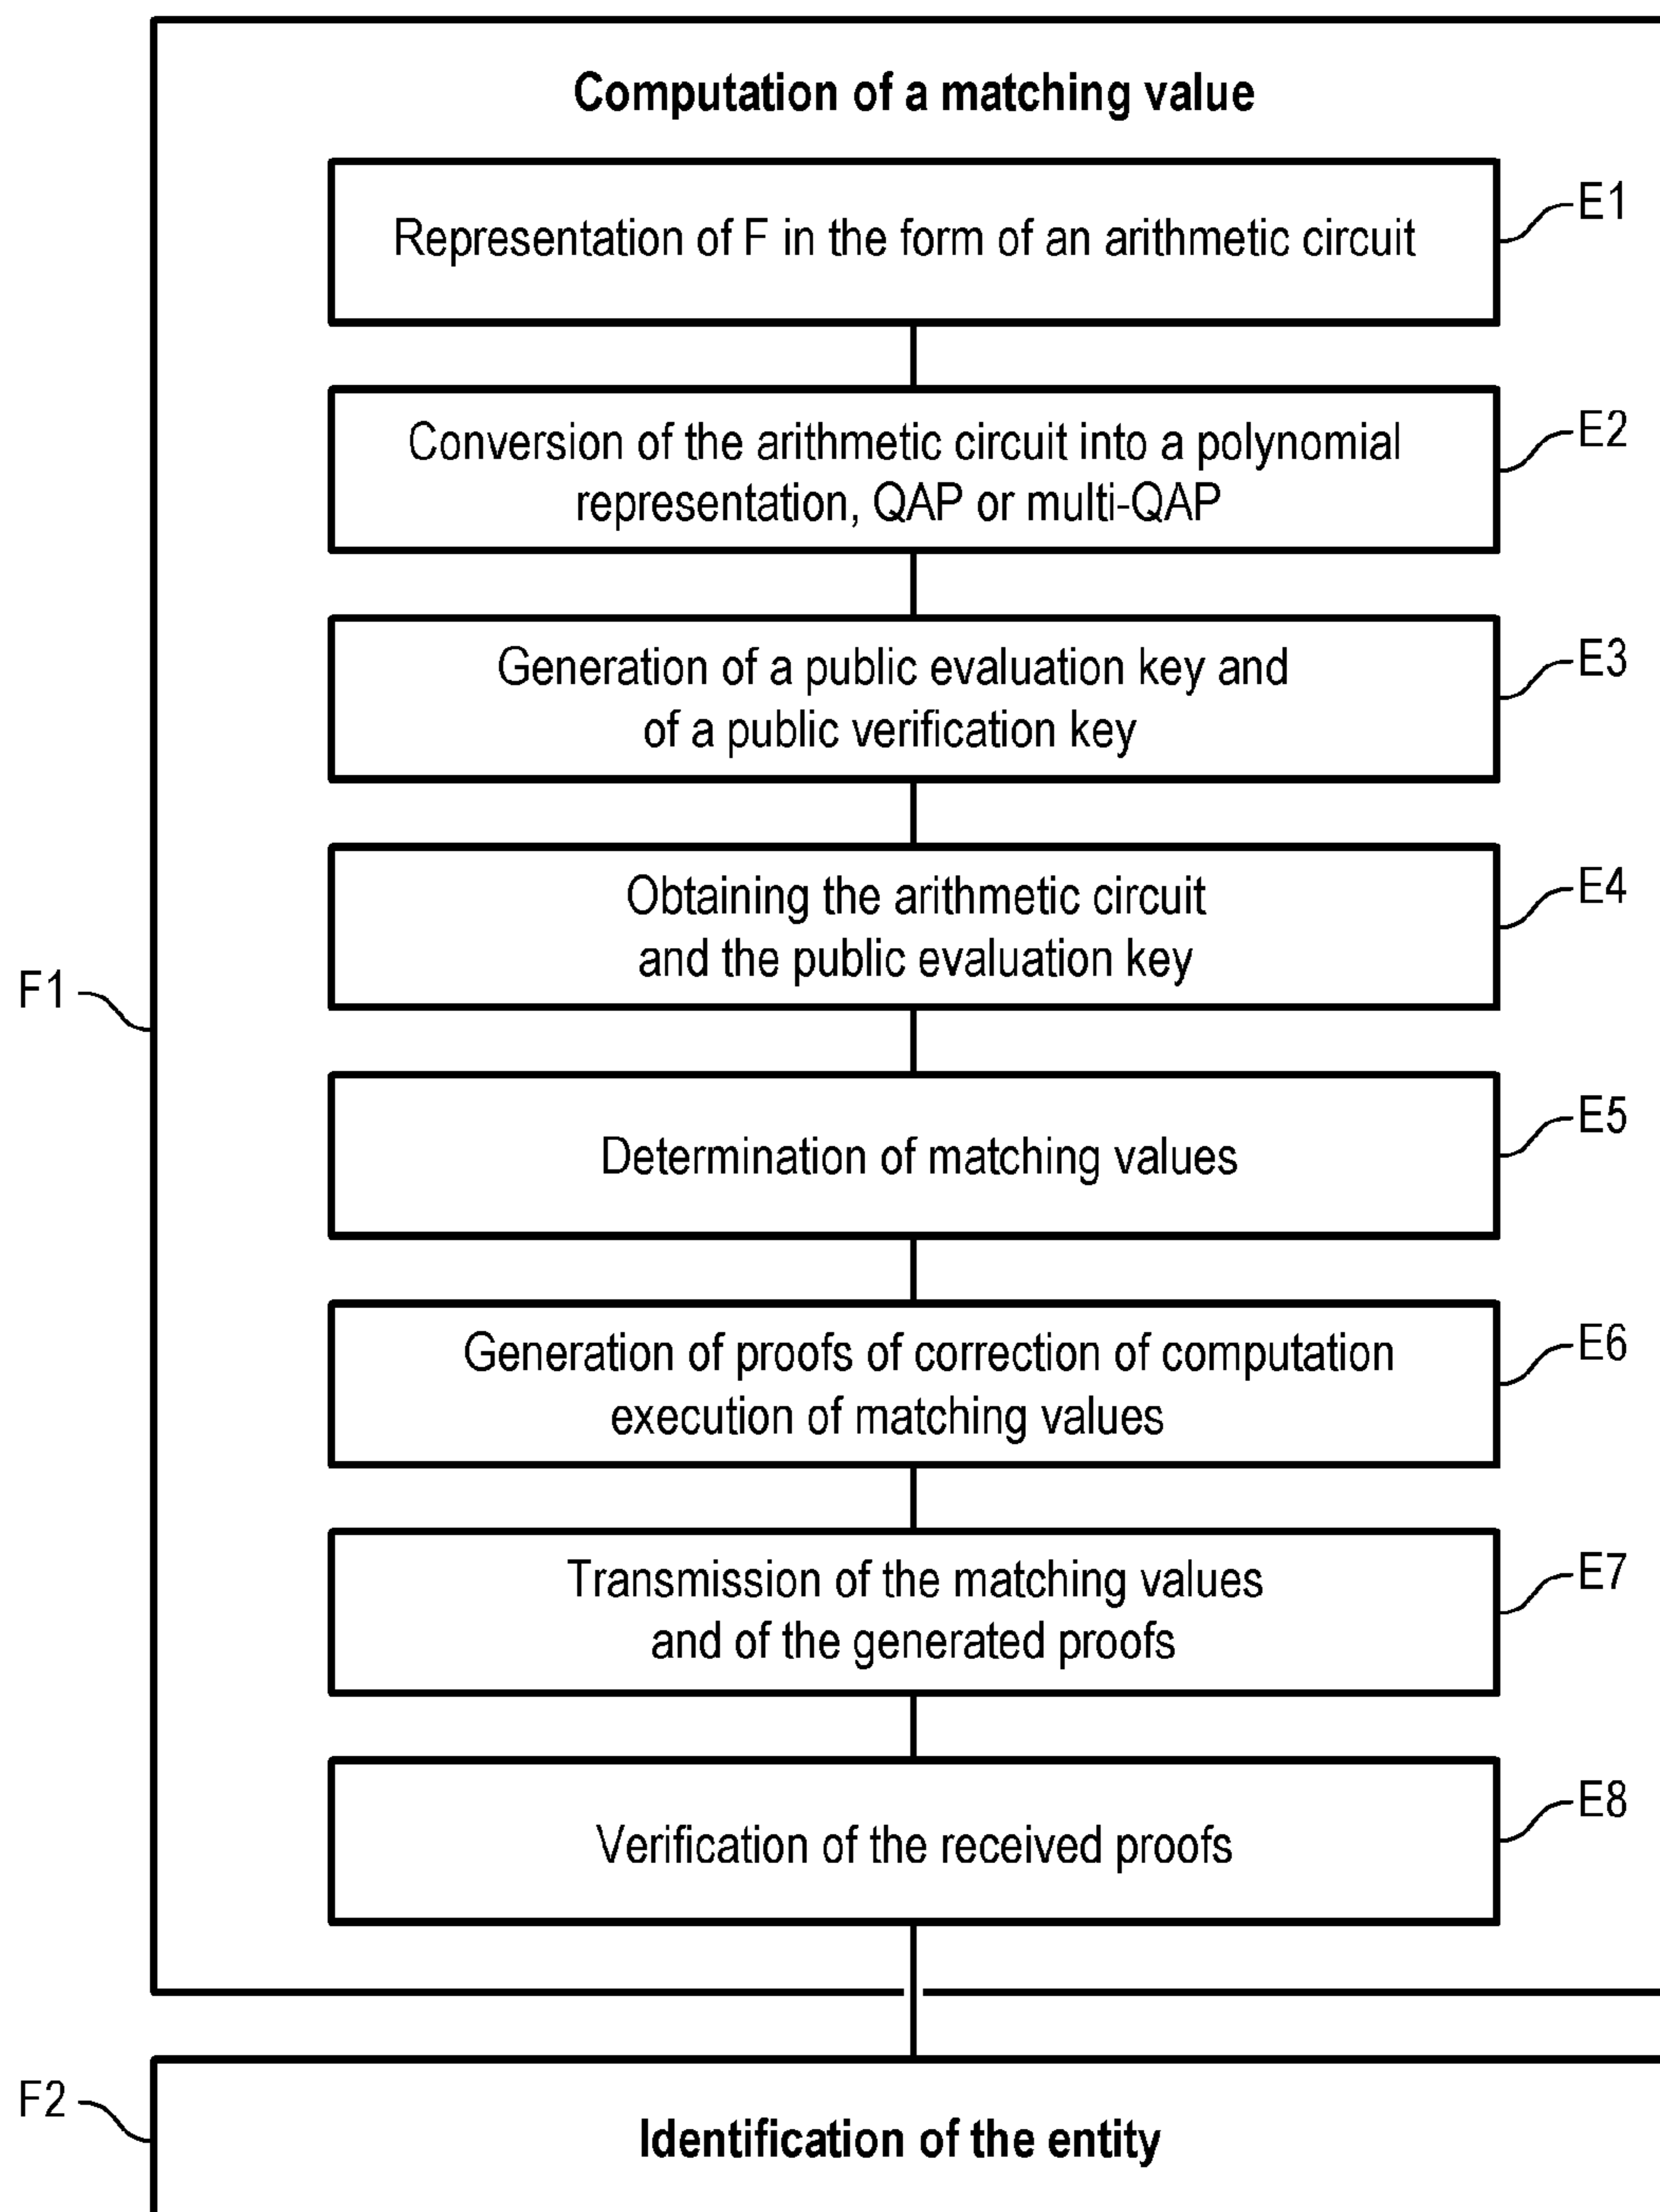 Computation of a matching value
Representation of F in the form of an arithmetic circuit
E1
Conversion of the arithmetic circuit into a polynomial
representation, QAP or multi-QAP
E2
Generation of a public evaluation key and
of a public verification key
E3
Obtaining the arithmetic circuit
and the public evaluation key
E4
F1
Determination of matching values
E5
Generation of proofs of correction of computation
execution of matching values
E6
Transmission of the matching values
and of the generated proofs
E7
Verification of the received proofs
E8
F2
Identification of the entity